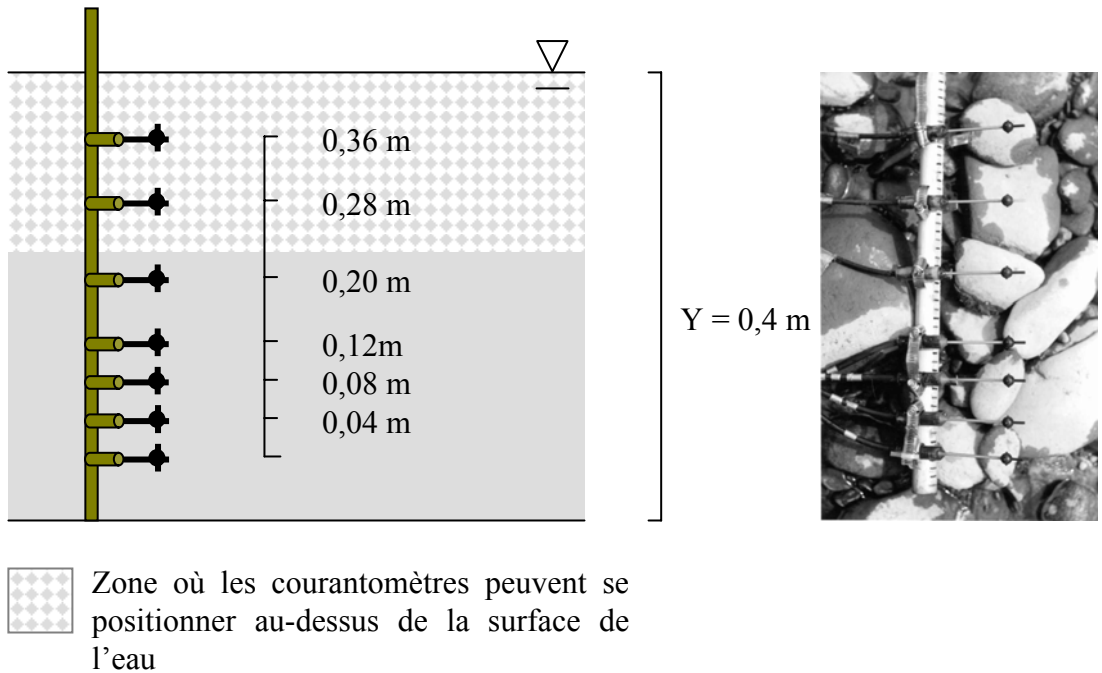 0,36 m
0,28 m
0,20 m
0,12m
0,08 m
0,04 m
Y = 0,4 m
Zone où les courantomètres peuvent se
positionner au-dessus de la surface de
l’eau